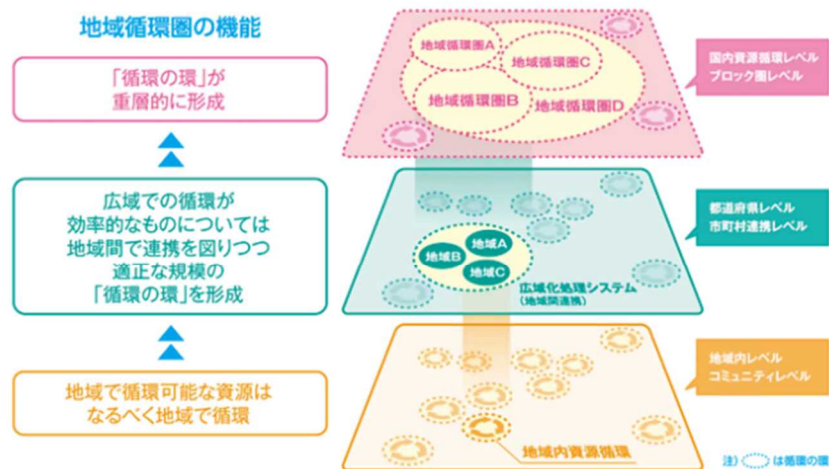 地域循環圏の機能
「循環の環」が
重層的に形成
広域での循環が
効率的なものについては
地域間で連携を図りつつ
適正な規模の
「循環の環」を形成
地域で循環可能な資源は
なるべく地域で循環
地域循環圏A
地域循環圏C
地域循環圏B
地域循環圏D
国内資源循環レベル
ブロック圏レベル
地域A
地域B
地域C
広域化処理システム
(地域間連携)
都道府県レベル
市町村連携レベル
地域内資源循環
地域内レベル
コミュニティレベル
注) は循環の環